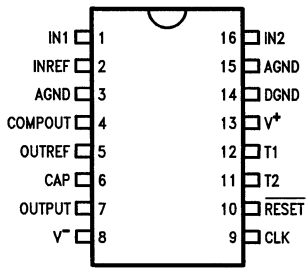 IN1 1 16 IN2
INREF 2 15 AGND
AGND 3 14 DGND
COMPOUT 4 13 V⁺
OUTREF 5 12 T1
CAP 6 11 T2
OUTPUT 7 10 R̅E̅S̅E̅T̅
V⁻ 8 9 CLK